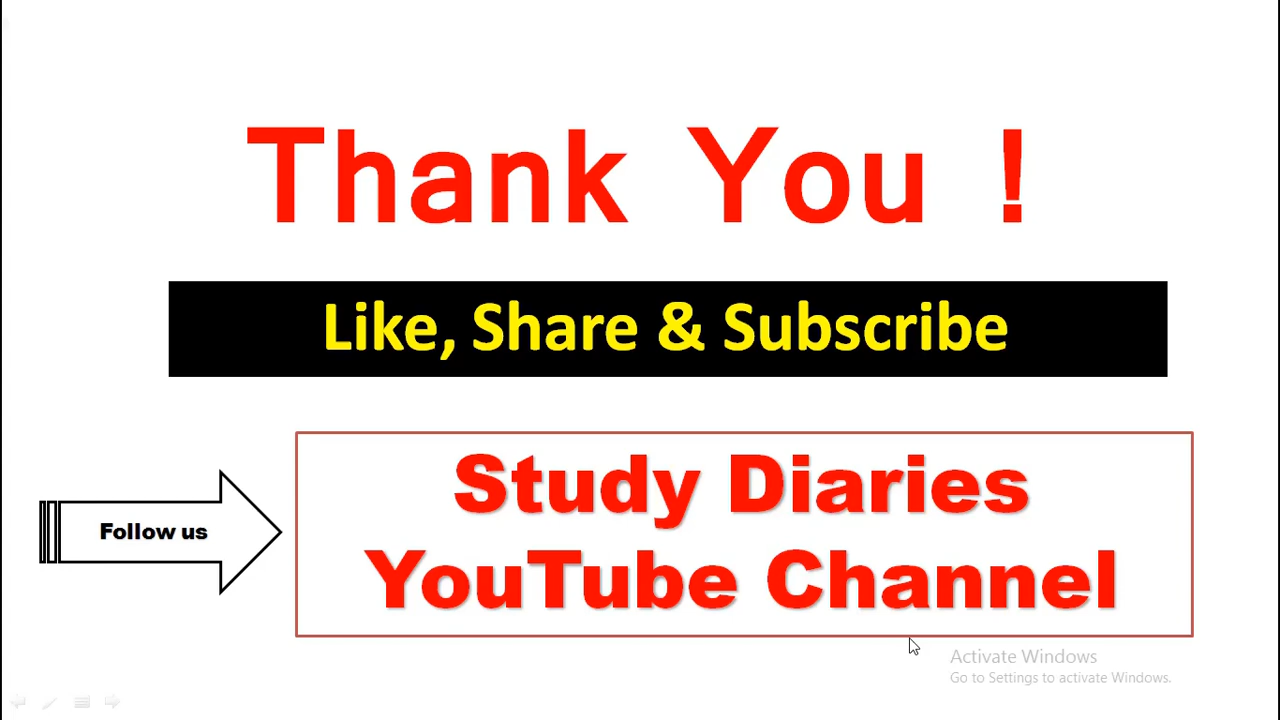 Thank You !
Like, Share & Subscribe
Follow us
Study Diaries
YouTube Channel
Activate Windows
Go to Settings to activate Windows.